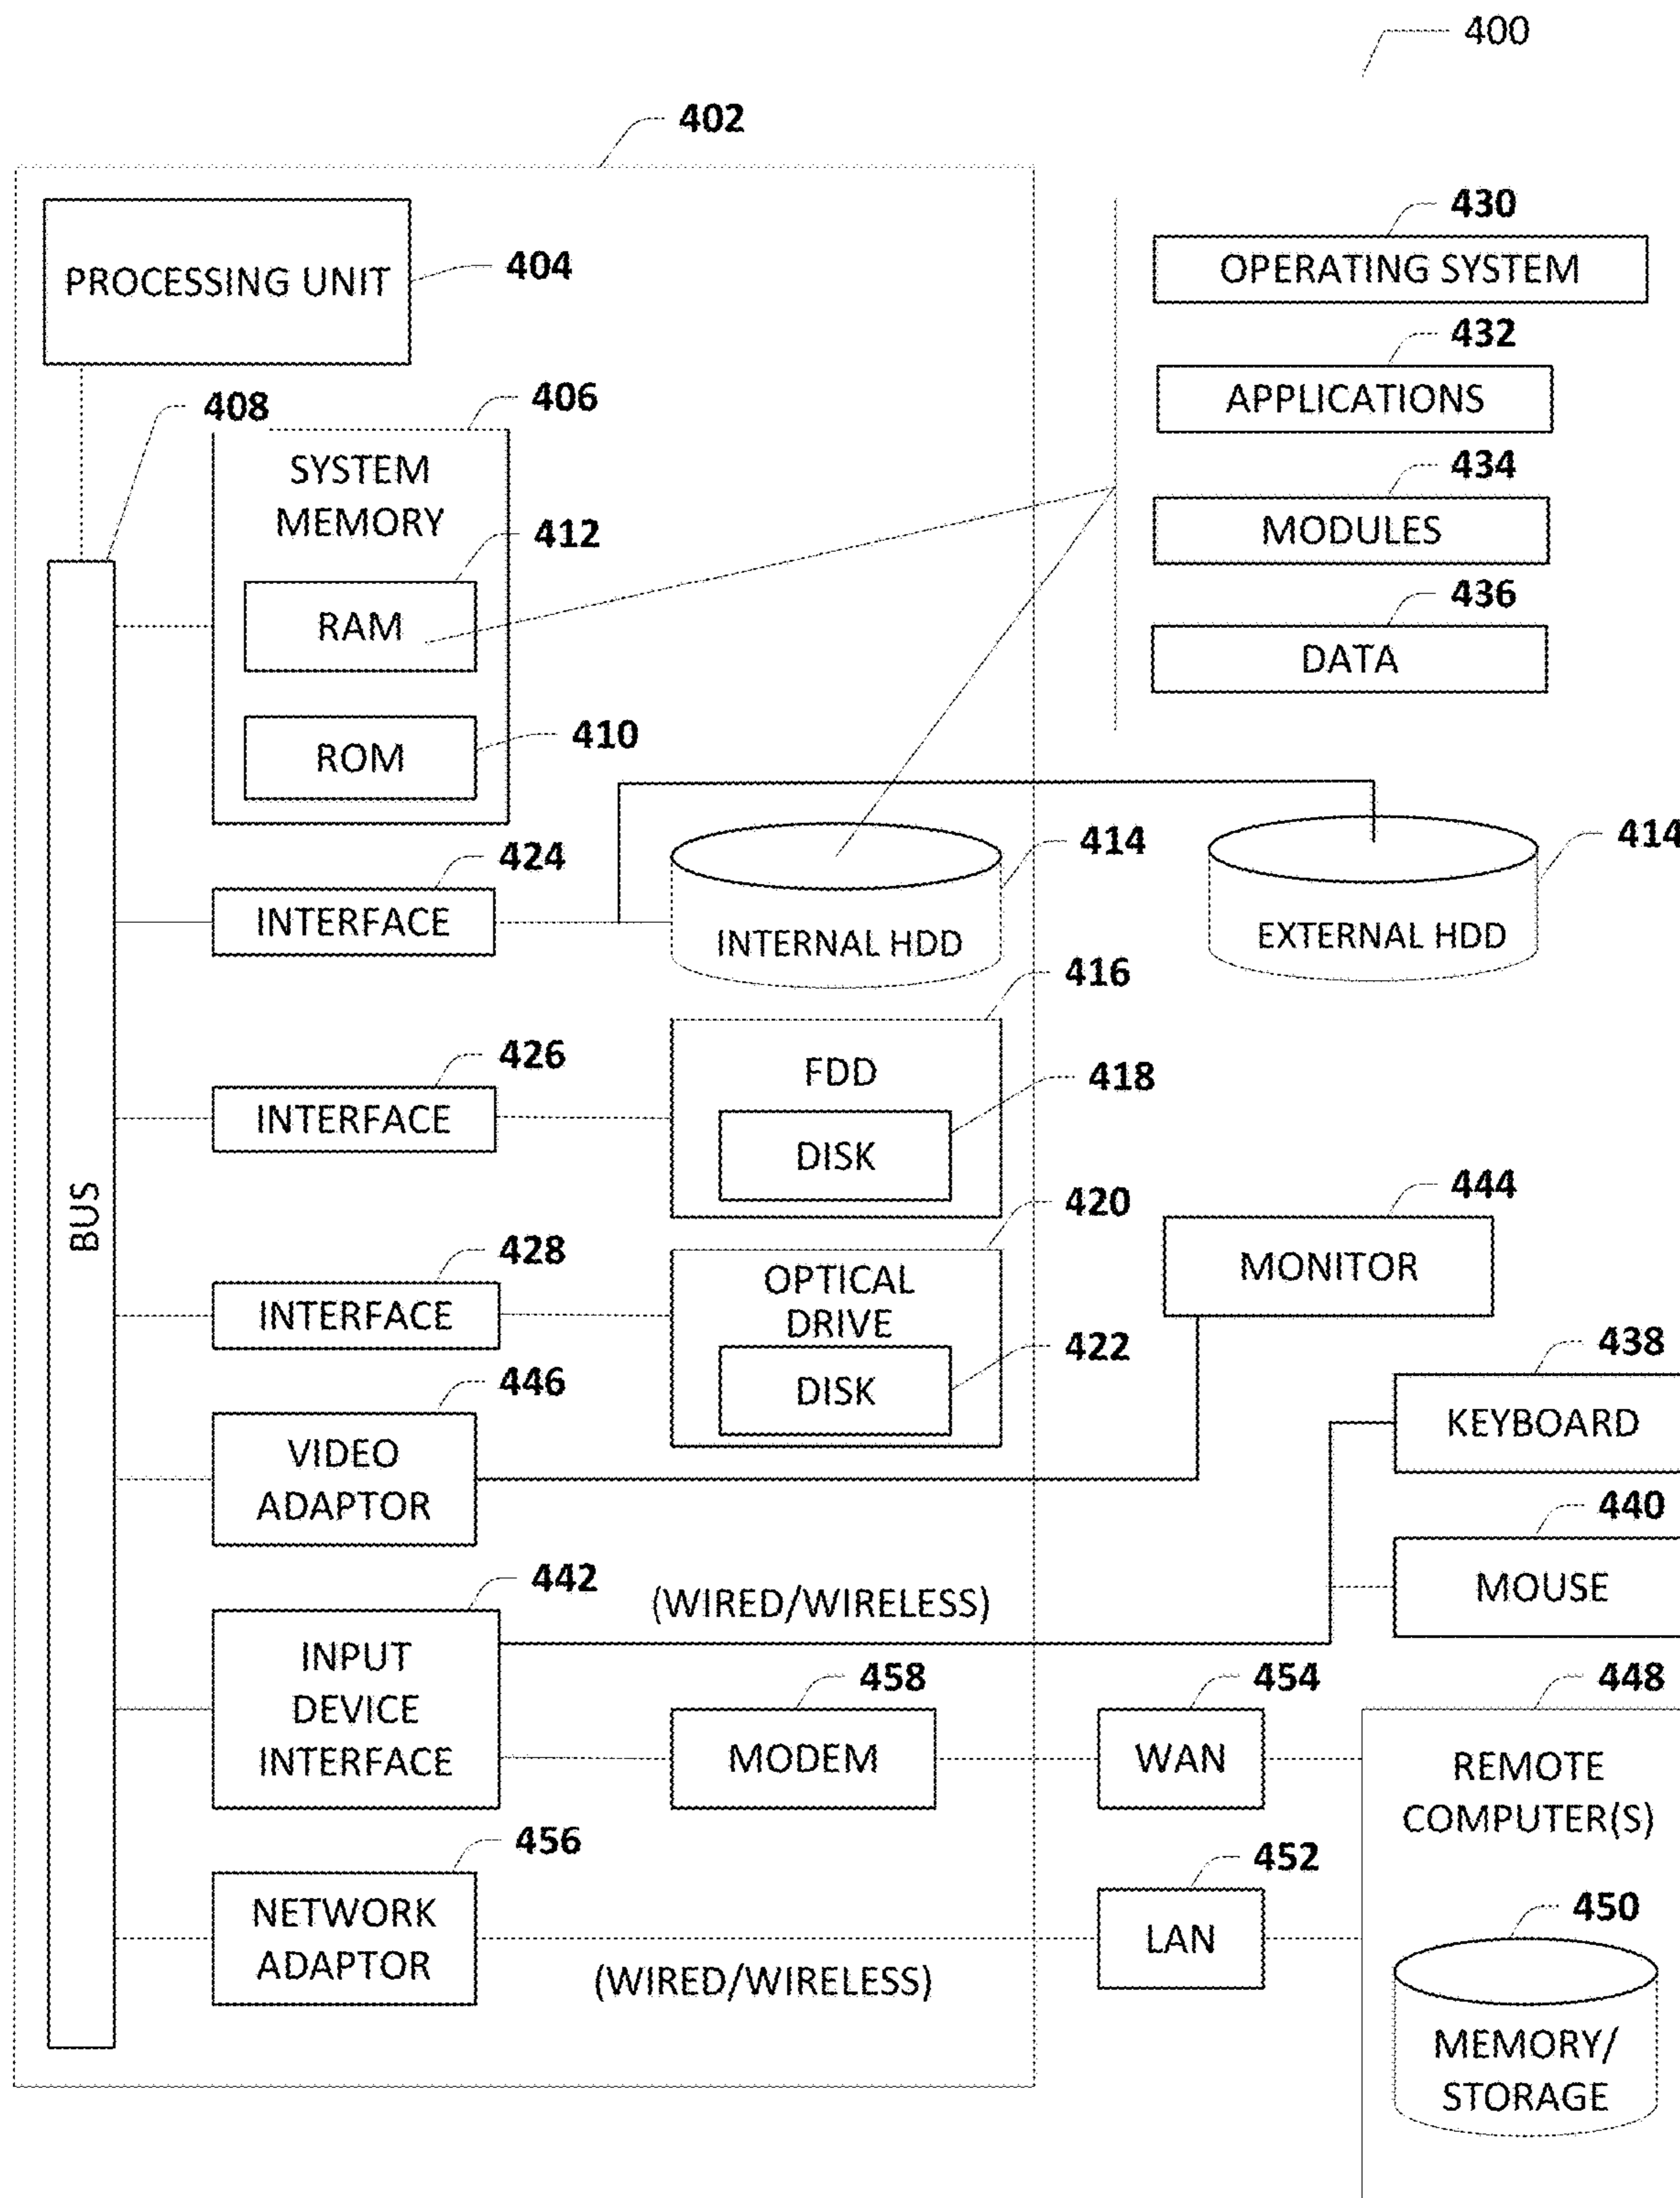 400
402
PROCESSING UNIT
404
430
OPERATING SYSTEM
432
APPLICATIONS
408
406
SYSTEM
MEMORY
434
MODULES
412
RAM
436
DATA
410
ROM
424
INTERFACE
414
INTERNAL HDD
414
EXTERNAL HDD
416
FDD
426
INTERFACE
418
DISK
BUS
420
OPTICAL
DRIVE
444
MONITOR
428
INTERFACE
422
DISK
438
KEYBOARD
446
VIDEO
ADAPTOR
440
MOUSE
442
(WIRED/WIRELESS)
INPUT
DEVICE
INTERFACE
458
MODEM
454
WAN
448
REMOTE
COMPUTER(S)
456
NETWORK
ADAPTOR
452
LAN
(WIRED/WIRELESS)
450
MEMORY/
STORAGE